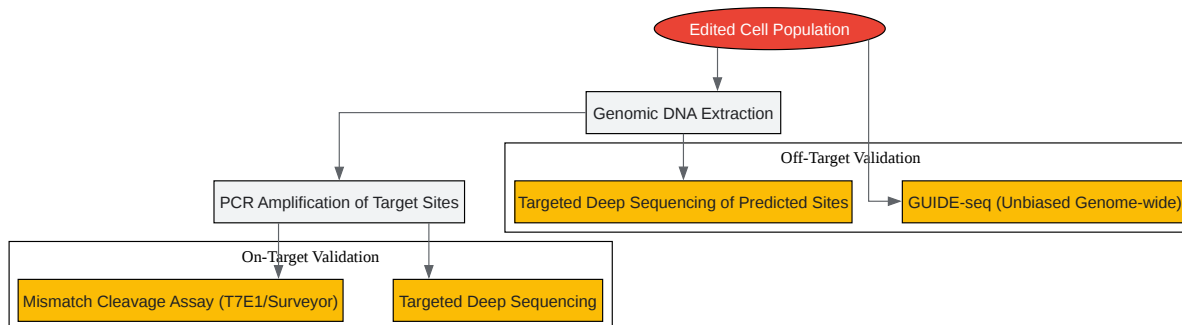 Edited Cell Population
Genomic DNA Extraction
Off-Target Validation
PCR Amplification of Target Sites
Targeted Deep Sequencing of Predicted Sites
GUIDE-seq (Unbiased Genome-wide)
On-Target Validation
Mismatch Cleavage Assay (T7E1/Surveyor)
Targeted Deep Sequencing